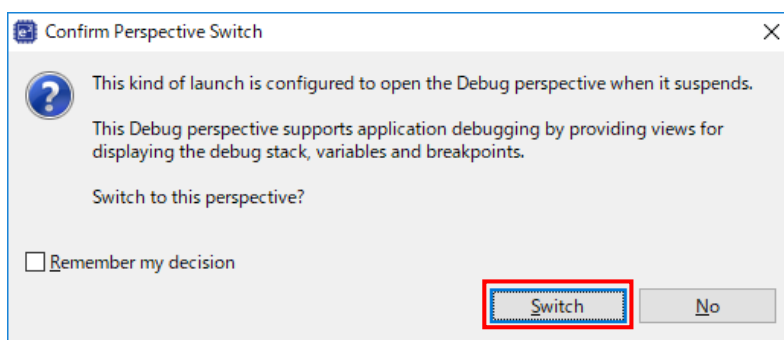 Confirm Perspective Switch
This kind of launch is configured to open the Debug perspective when it suspends.
This Debug perspective supports application debugging by providing views for
displaying the debug stack, variables and breakpoints.
Switch to this perspective?
Remember my decision
Switch
No